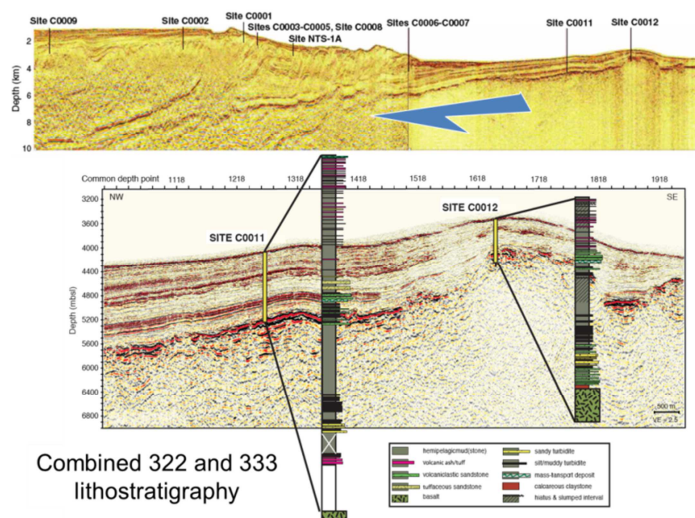 Site C0009
Site C0002
Site C0001
Sites C0003-C0005, Site C0008
Site NTS-1A
Sites C0006-C0007
Site C0011
Site C0012
Depth (km)
2
4
6
8
10
Common depth point 1118 1218 1318 1418 1518 1618 1718 1818 1918
NW
SE
Depth (mbsl)
3200
3600
4000
4400
4800
5200
5600
6000
6400
6800
SITE C0011
SITE C0012
500 m
VE = 2.5
Combined 322 and 333
lithostratigraphy
hemipelagicmud(stone)
volcanic ash/tuff
volcaniclastic sandstone
tuffaceous sandstone
basalt
sandy turbidite
silt/muddy turbidite
mass-transport deposit
calcareous claystone
hiatus & slumped interval